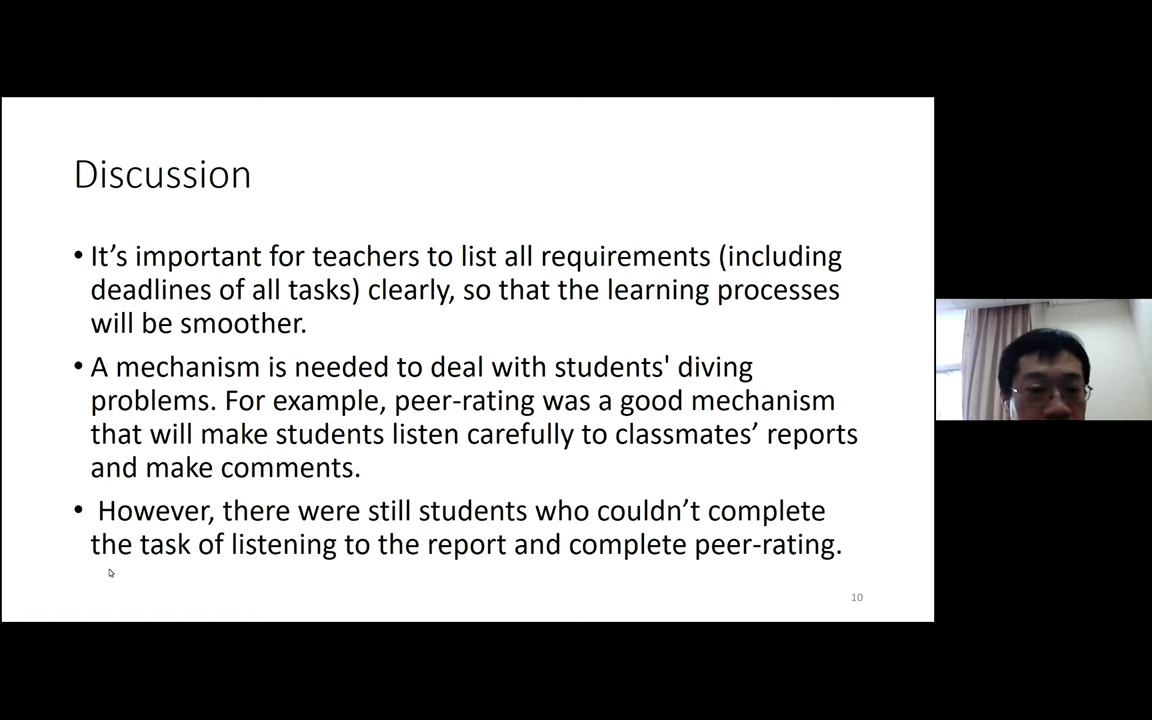 Discussion
• It’s important for teachers to list all requirements (including
deadlines of all tasks) clearly, so that the learning processes
will be smoother.
• A mechanism is needed to deal with students' diving
problems. For example, peer-rating was a good mechanism
that will make students listen carefully to classmates’ reports
and make comments.
• However, there were still students who couldn’t complete
the task of listening to the report and complete peer-rating.
10